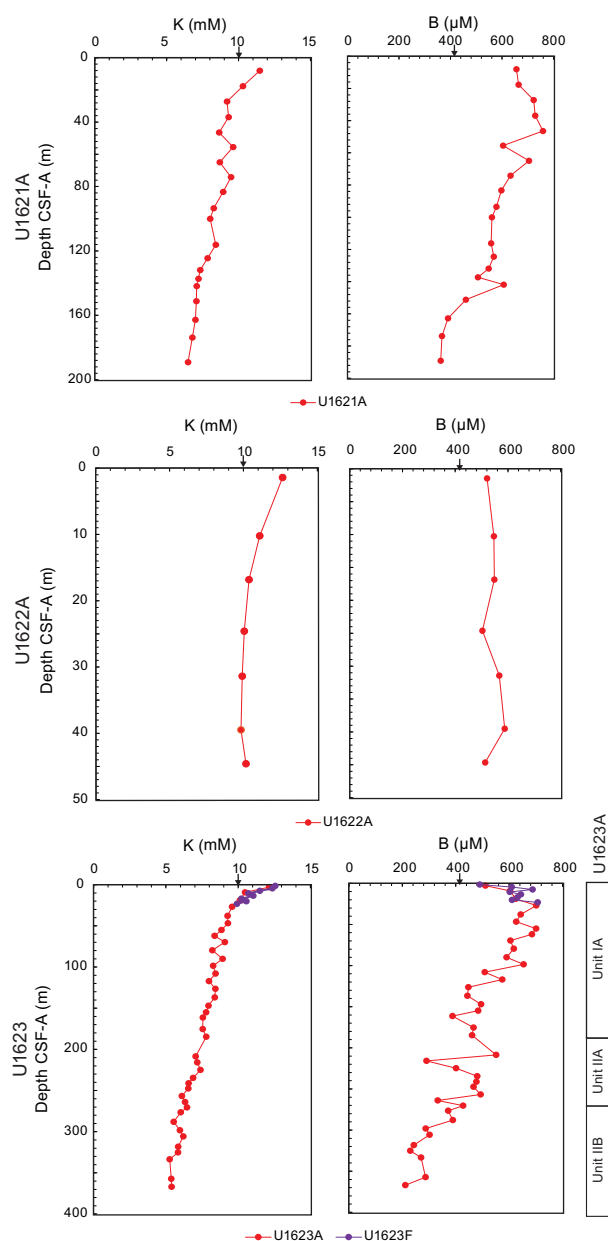 K (mM)
B (µM)
0 5 10 15
0 200 400 600 800
0
40
80
120
160
200
U1621A
Depth CSF-A (m)
U1621A
K (mM)
B (µM)
0 5 10 15
0 200 400 600 800
0
10
20
30
40
50
U1622A
Depth CSF-A (m)
U1622A
K (mM)
B (µM)
0 5 10 15
0 200 400 600 800
0
100
200
300
400
U1623
Depth CSF-A (m)
U1623A
Unit IA
Unit IIA
Unit IIB
U1623A U1623F